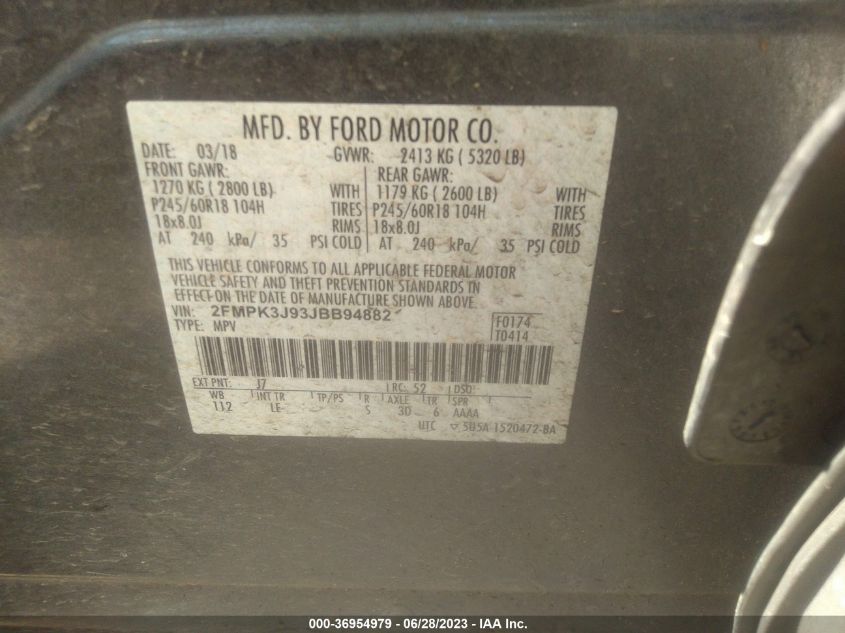 MFD. BY FORD MOTOR CO.
DATE: 03/18 GVWR: 2413 KG ( 5320 LB)
FRONT GAWR: REAR GAWR:
1270 KG ( 2800 LB) WITH 1179 KG ( 2600 LB) WITH
P245/60R18 104H TIRES P245/60R18 104H TIRES
18x8.0J RIMS 18x8.0J RIMS
AT 240 kPa/ 35 PSI COLD AT 240 kPa/ 35 PSI COLD
THIS VEHICLE CONFORMS TO ALL APPLICABLE FEDERAL MOTOR
VEHICLE SAFETY AND THEFT PREVENTION STANDARDS IN
EFFECT ON THE DATE OF MANUFACTURE SHOWN ABOVE.
VIN: 2FMPK3J93JBB94882
TYPE: MPV
F0174
T0414
EXT PNT: J7 RC: 52 DSO:
WB INT TR TP/PS R AXLE TR SPR
112 LE S 3D 6 AAAA
UTC ▽ 5U5A 1520472-BA
000-36954979 - 06/28/2023 - IAA Inc.